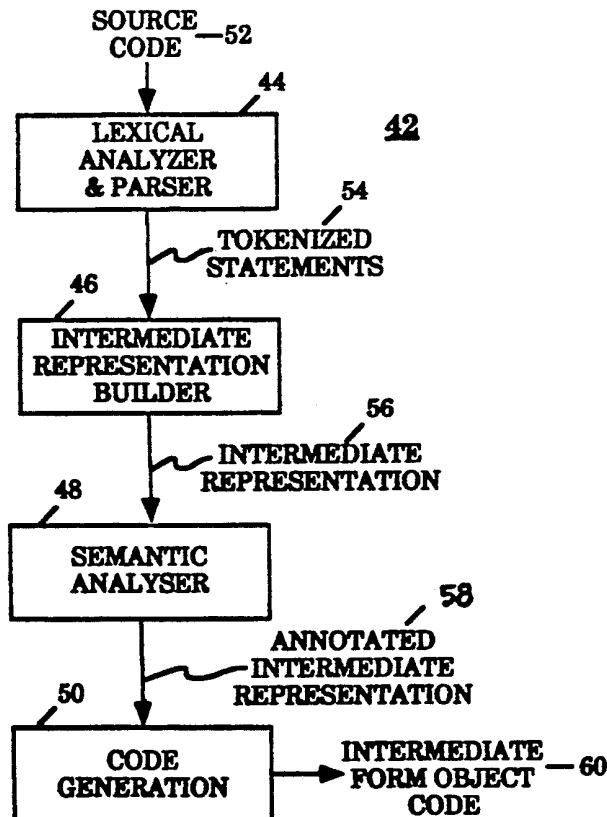 SOURCE
CODE 52
44
LEXICAL
ANALYZER
& PARSER
42
54
TOKENIZED
STATEMENTS
46
INTERMEDIATE
REPRESENTATION
BUILDER
56
INTERMEDIATE
REPRESENTATION
48
SEMANTIC
ANALYSER
58
ANNOTATED
INTERMEDIATE
REPRESENTATION
50
CODE
GENERATION
INTERMEDIATE
FORM OBJECT
CODE
60